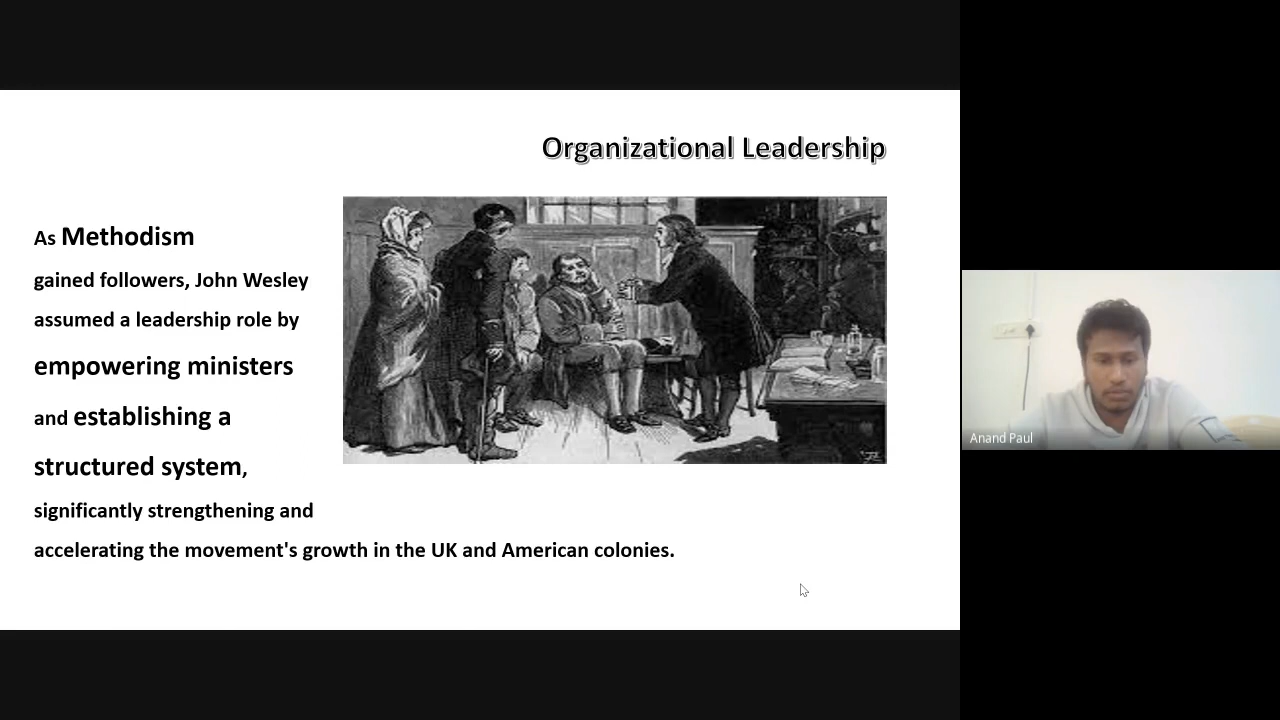 Organizational Leadership
As Methodism
gained followers, John Wesley
assumed a leadership role by
empowering ministers
and establishing a
structured system,
significantly strengthening and
accelerating the movement's growth in the UK and American colonies.
Anand Paul